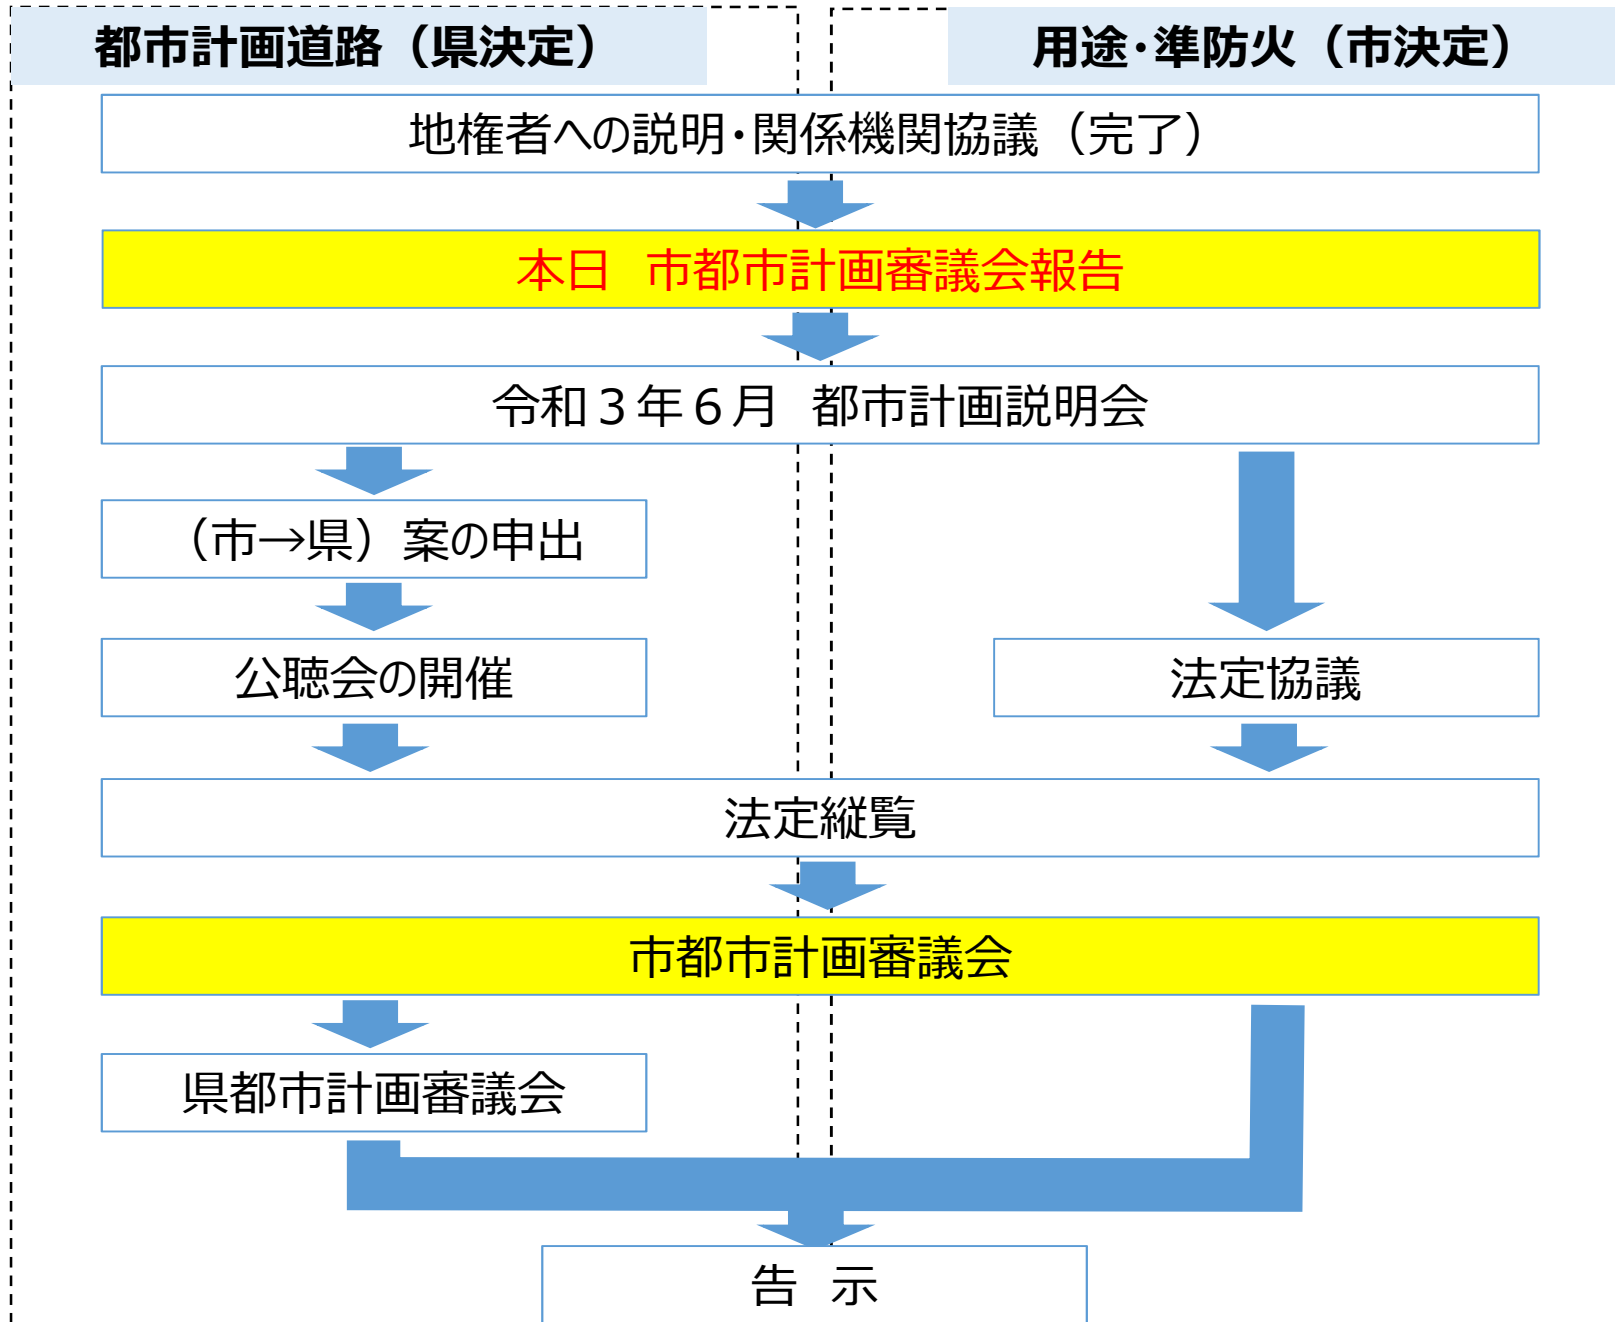 都市計画道路（県決定）
用途・準防火（市決定）
地権者への説明・関係機関協議（完了）
本日　市都市計画審議会報告
令和３年６月　都市計画説明会
（市→県）案の申出
公聴会の開催
法定協議
法定縦覧
市都市計画審議会
県都市計画審議会
告　示